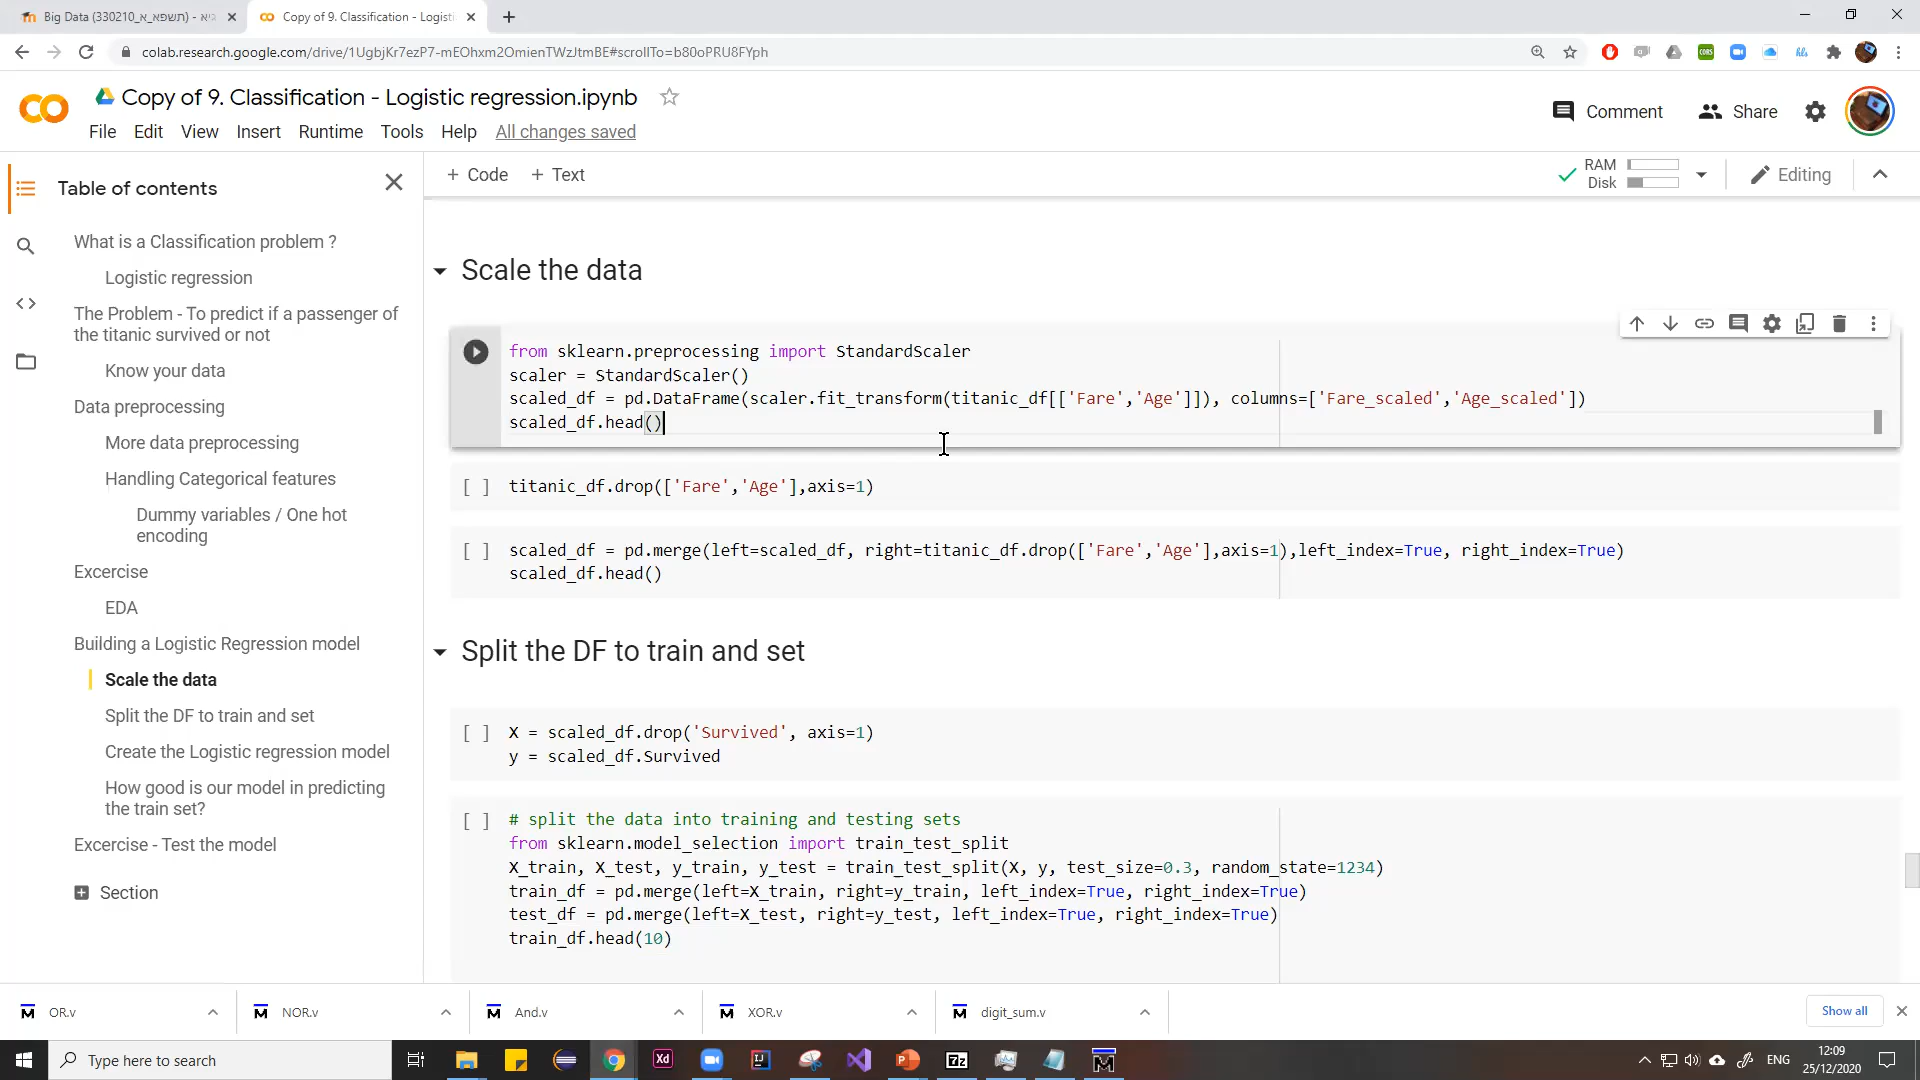 Big Data (330210_תשפא_א) - גיא
Copy of 9. Classification - Logisti
colab.research.google.com/drive/1UgbjKr7ezP7-mEOhxm2OmienTWzJtmBE#scrollTo=b80oPRU8FYph
Copy of 9. Classification - Logistic regression.ipynb
Comment
Share
File Edit View Insert Runtime Tools Help All changes saved
Table of contents
+ Code + Text
RAM
Disk
Editing
What is a Classification problem ?
Logistic regression
The Problem - To predict if a passenger of
the titanic survived or not
Know your data
Data preprocessing
More data preprocessing
Handling Categorical features
Dummy variables / One hot
encoding
Excercise
EDA
Building a Logistic Regression model
Scale the data
Split the DF to train and set
Create the Logistic regression model
How good is our model in predicting
the train set?
Excercise - Test the model
Section
Scale the data
from sklearn.preprocessing import StandardScaler
scaler = StandardScaler()
scaled_df = pd.DataFrame(scaler.fit_transform(titanic_df[['Fare','Age']]), columns=['Fare_scaled','Age_scaled'])
scaled_df.head()
[ ] titanic_df.drop(['Fare','Age'],axis=1)
[ ] scaled_df = pd.merge(left=scaled_df, right=titanic_df.drop(['Fare','Age'],axis=1),left_index=True, right_index=True)
scaled_df.head()
Split the DF to train and set
[ ] X = scaled_df.drop('Survived', axis=1)
y = scaled_df.Survived
[ ] # split the data into training and testing sets
from sklearn.model_selection import train_test_split
X_train, X_test, y_train, y_test = train_test_split(X, y, test_size=0.3, random_state=1234)
train_df = pd.merge(left=X_train, right=y_train, left_index=True, right_index=True)
test_df = pd.merge(left=X_test, right=y_test, left_index=True, right_index=True)
train_df.head(10)
OR.v
NOR.v
And.v
XOR.v
digit_sum.v
Show all
Type here to search
ENG
12:09
25/12/2020